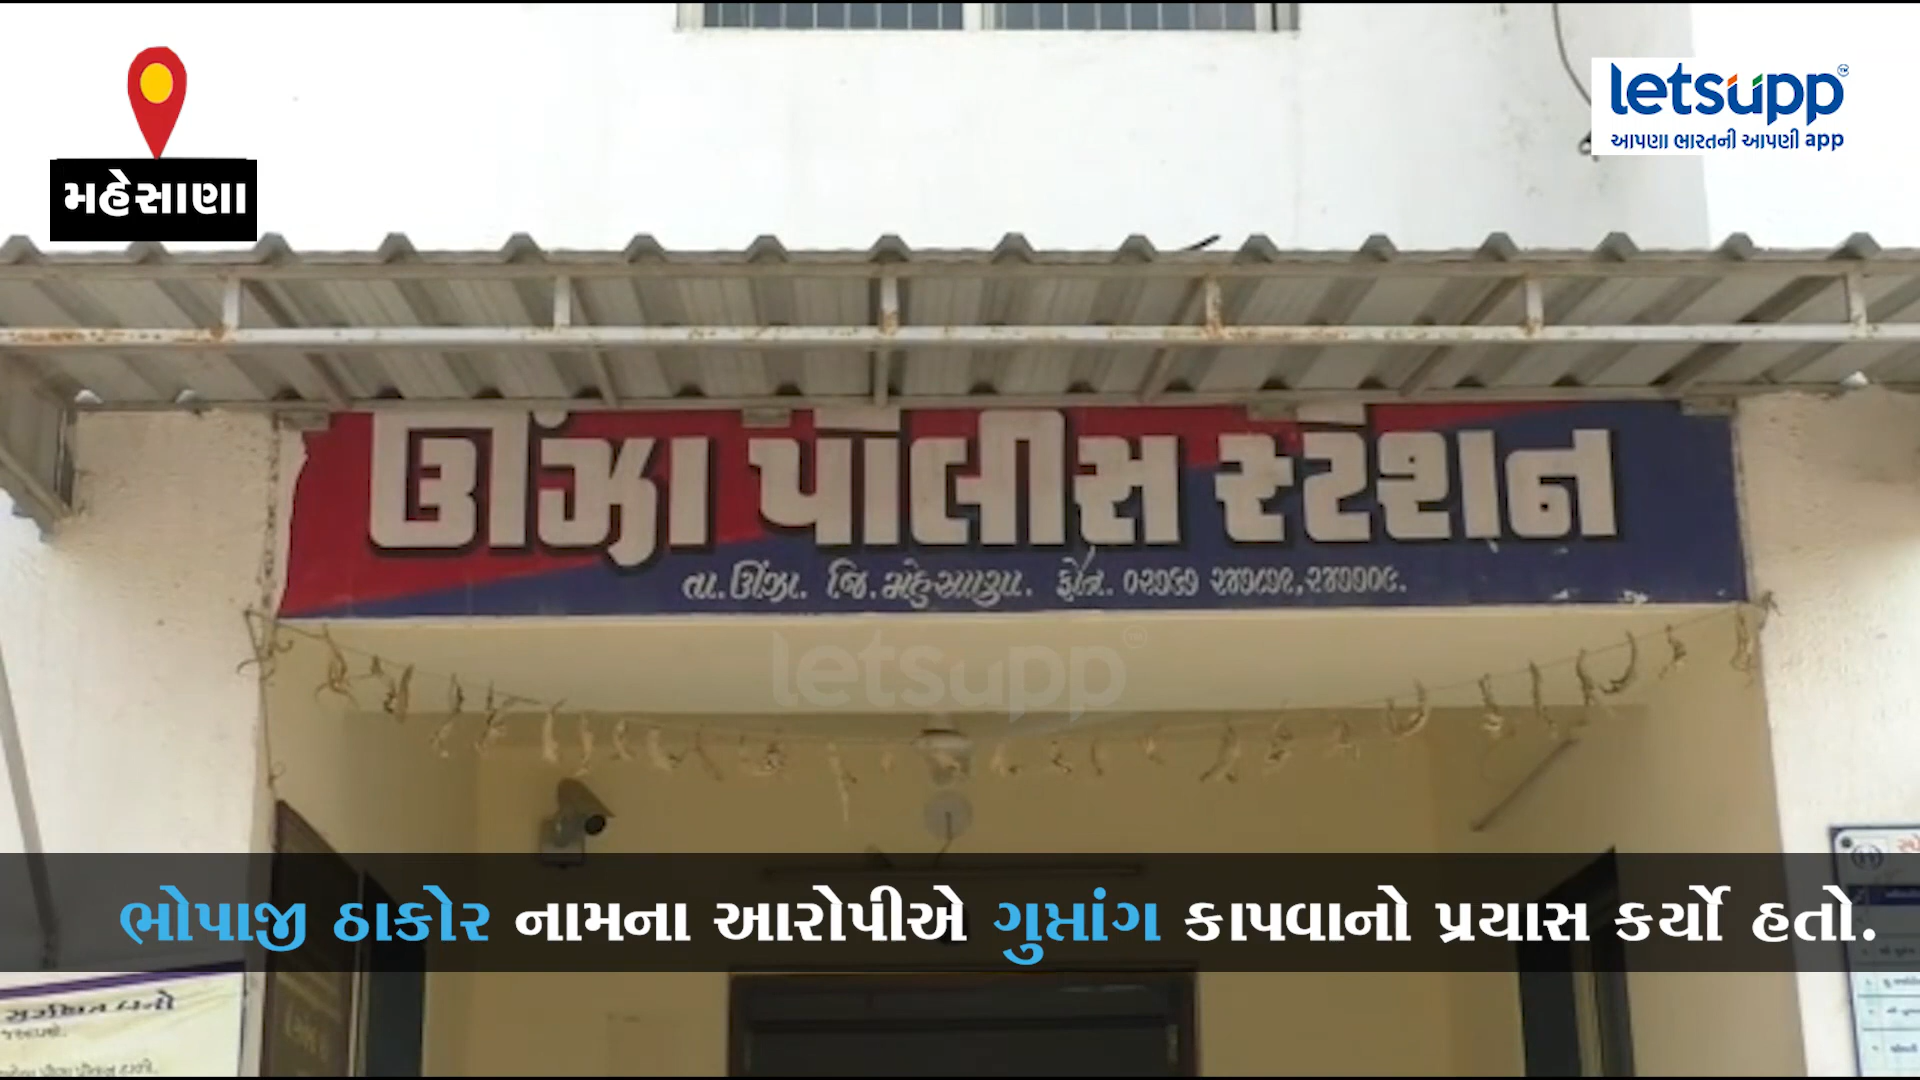 letsupp
આપણા ભારતની આપણી app
મહેસાણા
ઊંઝા પોલીસ સ્ટેશન
તા. ઊંઝા. જિ. મહેસાણા. ફોન.
letsupp
ભોપાજી ઠાકોર નામના આરોપીએ ગુપ્તાંગ કાપવાનો પ્રયાસ કર્યો હતો.